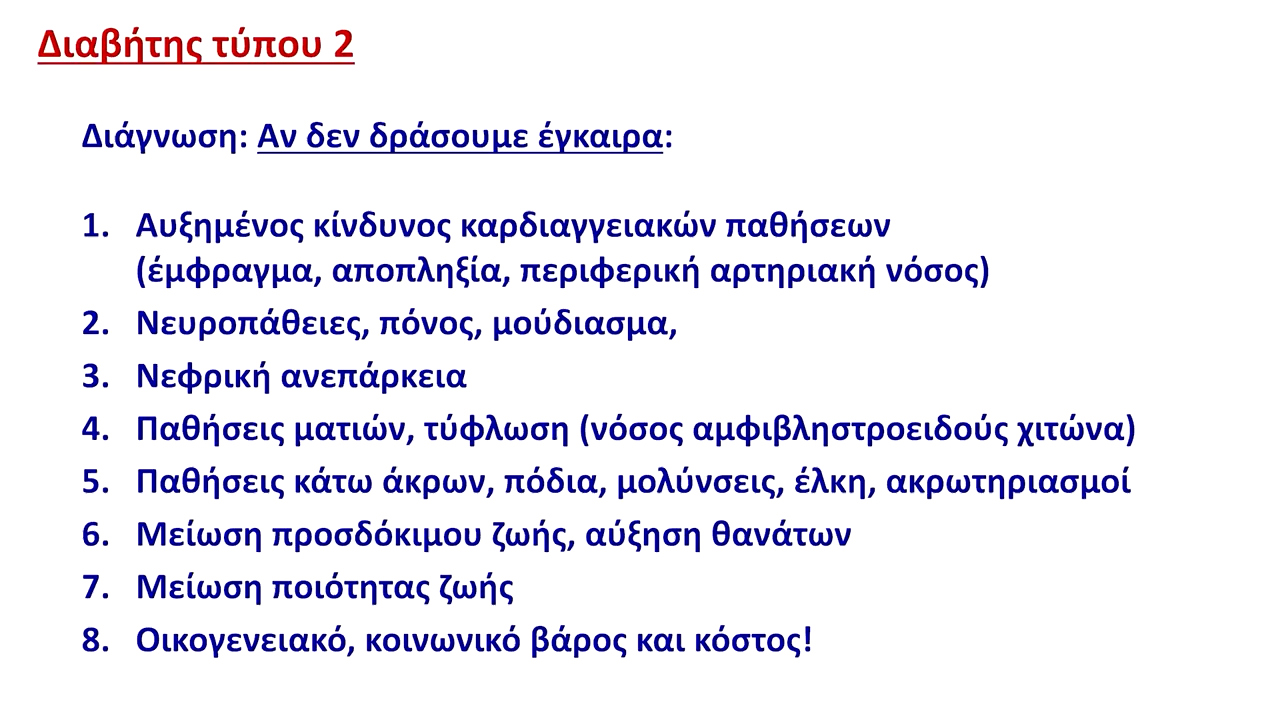 Διαβήτης τύπου 2
Διάγνωση: Αν δεν δράσουμε έγκαιρα:
1. Αυξημένος κίνδυνος καρδιαγγειακών παθήσεων
(έμφραγμα, αποπληξία, περιφερική αρτηριακή νόσος)
2. Νευροπάθειες, πόνος, μούδιασμα,
3. Νεφρική ανεπάρκεια
4. Παθήσεις ματιών, τύφλωση (νόσος αμφιβληστροειδούς χιτώνα)
5. Παθήσεις κάτω άκρων, πόδια, μολύνσεις, έλκη, ακρωτηριασμοί
6. Μείωση προσδόκιμου ζωής, αύξηση θανάτων
7. Μείωση ποιότητας ζωής
8. Οικογενειακό, κοινωνικό βάρος και κόστος!